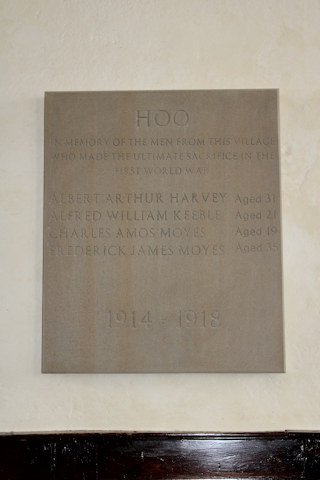 HOO
IN MEMORY OF THE MEN FROM THIS VILLAGE
WHO MADE THE ULTIMATE SACRIFICE IN THE
FIRST WORLD WAR
ALBERT ARTHUR HARVEY Aged 31
ALFRED WILLIAM KEEBLE Aged 21
CHARLES AMOS MOYES Aged 19
FREDERICK JAMES MOYES Aged
1914 - 1918